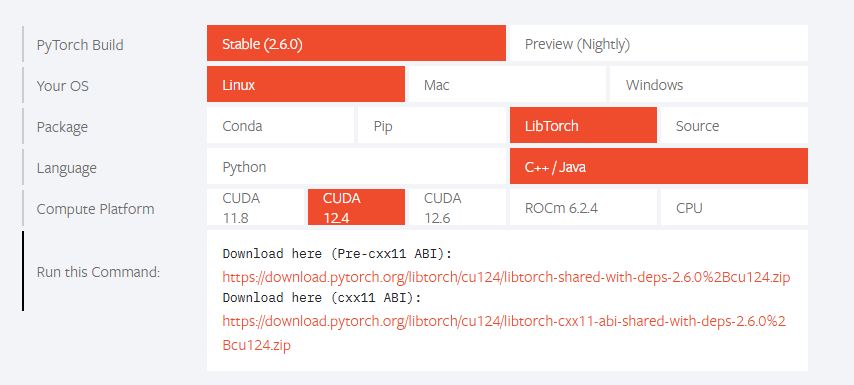 PyTorch Build
Stable (2.6.0)
Preview (Nightly)
Your OS
Linux
Mac
Windows
Package
Conda
Pip
LibTorch
Source
Language
Python
C++ / Java
Compute Platform
CUDA
11.8
CUDA
12.4
CUDA
12.6
ROCm 6.2.4
CPU
Run this Command:
Download here (Pre-cxx11 ABI):
https://download.pytorch.org/libtorch/cu124/libtorch-shared-with-deps-2.6.0%2Bcu124.zip
Download here (cxx11 ABI):
https://download.pytorch.org/libtorch/cu124/libtorch-cxx11-abi-shared-with-deps-2.6.0%2
Bcu124.zip